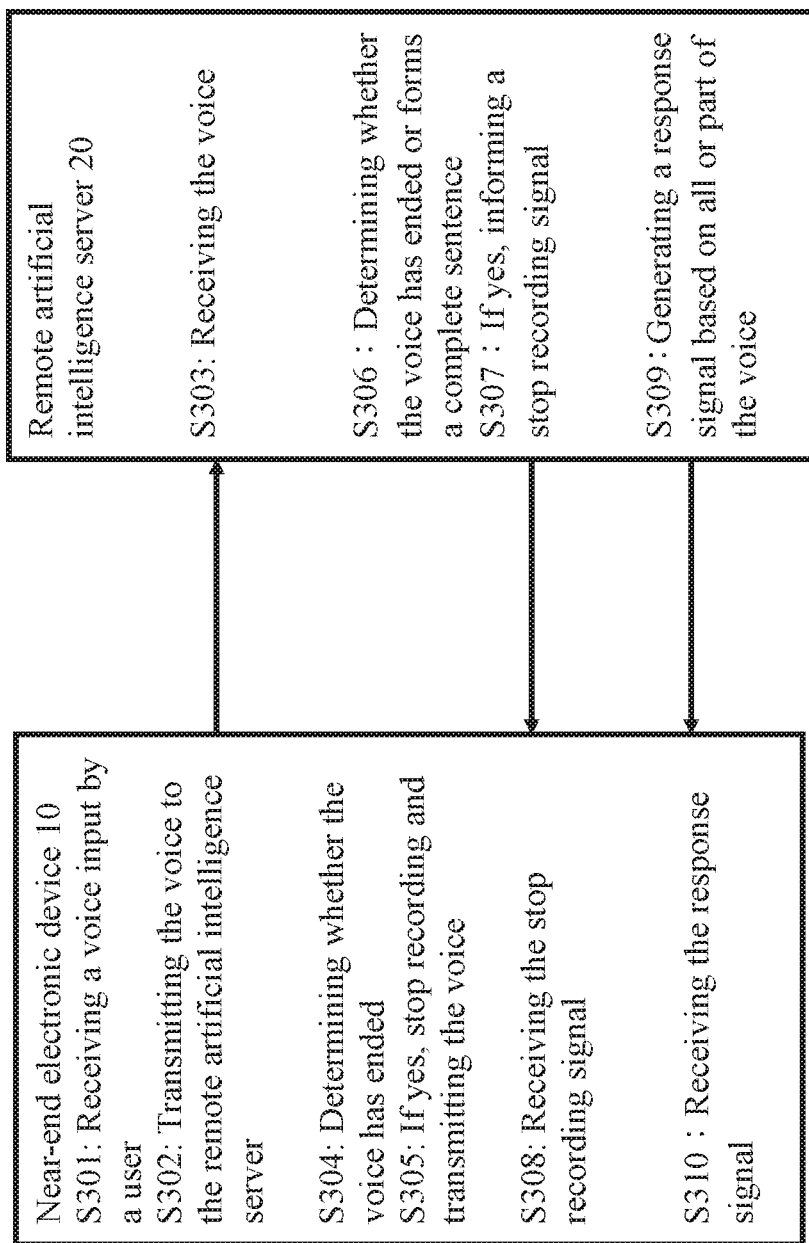 Near-end electronic device 10
S301: Receiving a voice input by
a user
S302: Transmitting the voice to
the remote artificial intelligence
server
S304: Determining whether the
voice has ended
S305: If yes, stop recording and
transmitting the voice
S308: Receiving the stop
recording signal
S310 : Receiving the response
signal
Remote artificial
intelligence server 20
S303: Receiving the voice
S306 : Determining whether
the voice has ended or forms
a complete sentence
S307 : If yes, informing a
stop recording signal
S309 : Generating a response
signal based on all or part of
the voice